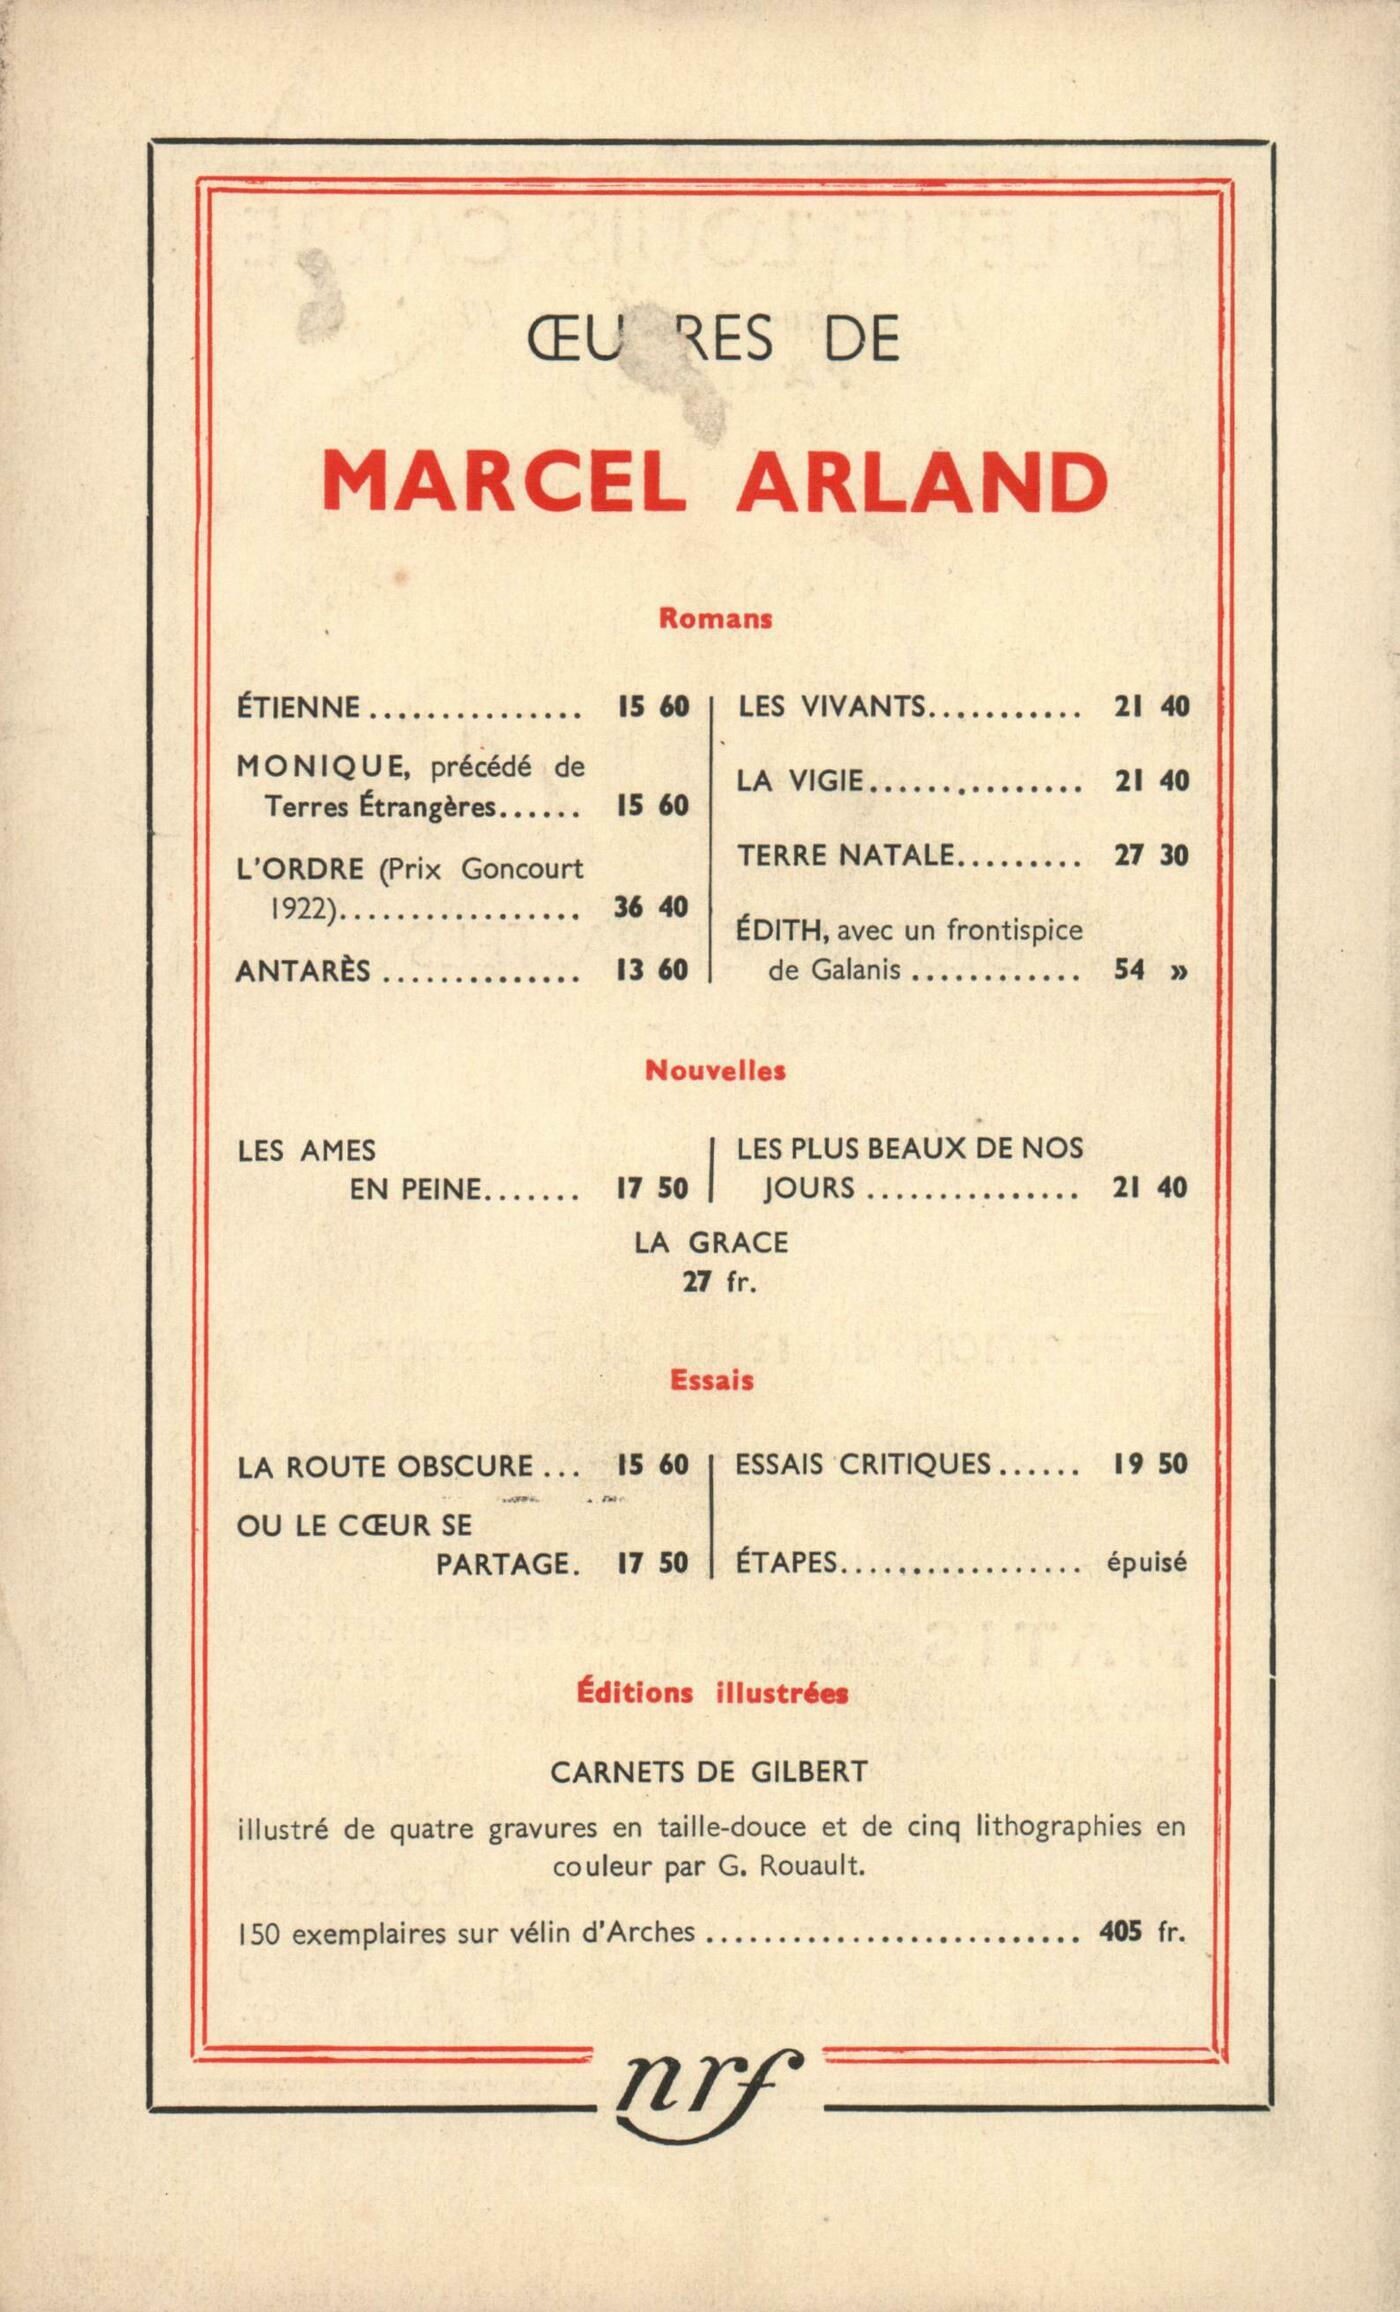 ŒUVRES DE
MARCEL ARLAND
Romans
ÉTIENNE............... 15 60
MONIQUE, précédé de
Terres Étrangères...... 15 60
L'ORDRE (Prix Goncourt
1922)................. 36 40
ANTARÈS .............. 13 60
LES VIVANTS........... 21 40
LA VIGIE............... 21 40
TERRE NATALE......... 27 30
ÉDITH, avec un frontispice
de Galanis ............ 54 »
Nouvelles
LES AMES
EN PEINE....... 17 50
LES PLUS BEAUX DE NOS
JOURS ............... 21 40
LA GRACE
27 fr.
Essais
LA ROUTE OBSCURE ... 15 60
OU LE CŒUR SE
PARTAGE. 17 50
ESSAIS CRITIQUES...... 19 50
ÉTAPES................. épuisé
Éditions illustrées
CARNETS DE GILBERT
illustré de quatre gravures en taille-douce et de cinq lithographies en
couleur par G. Rouault.
150 exemplaires sur vélin d'Arches .......................... 405 fr.
nrf